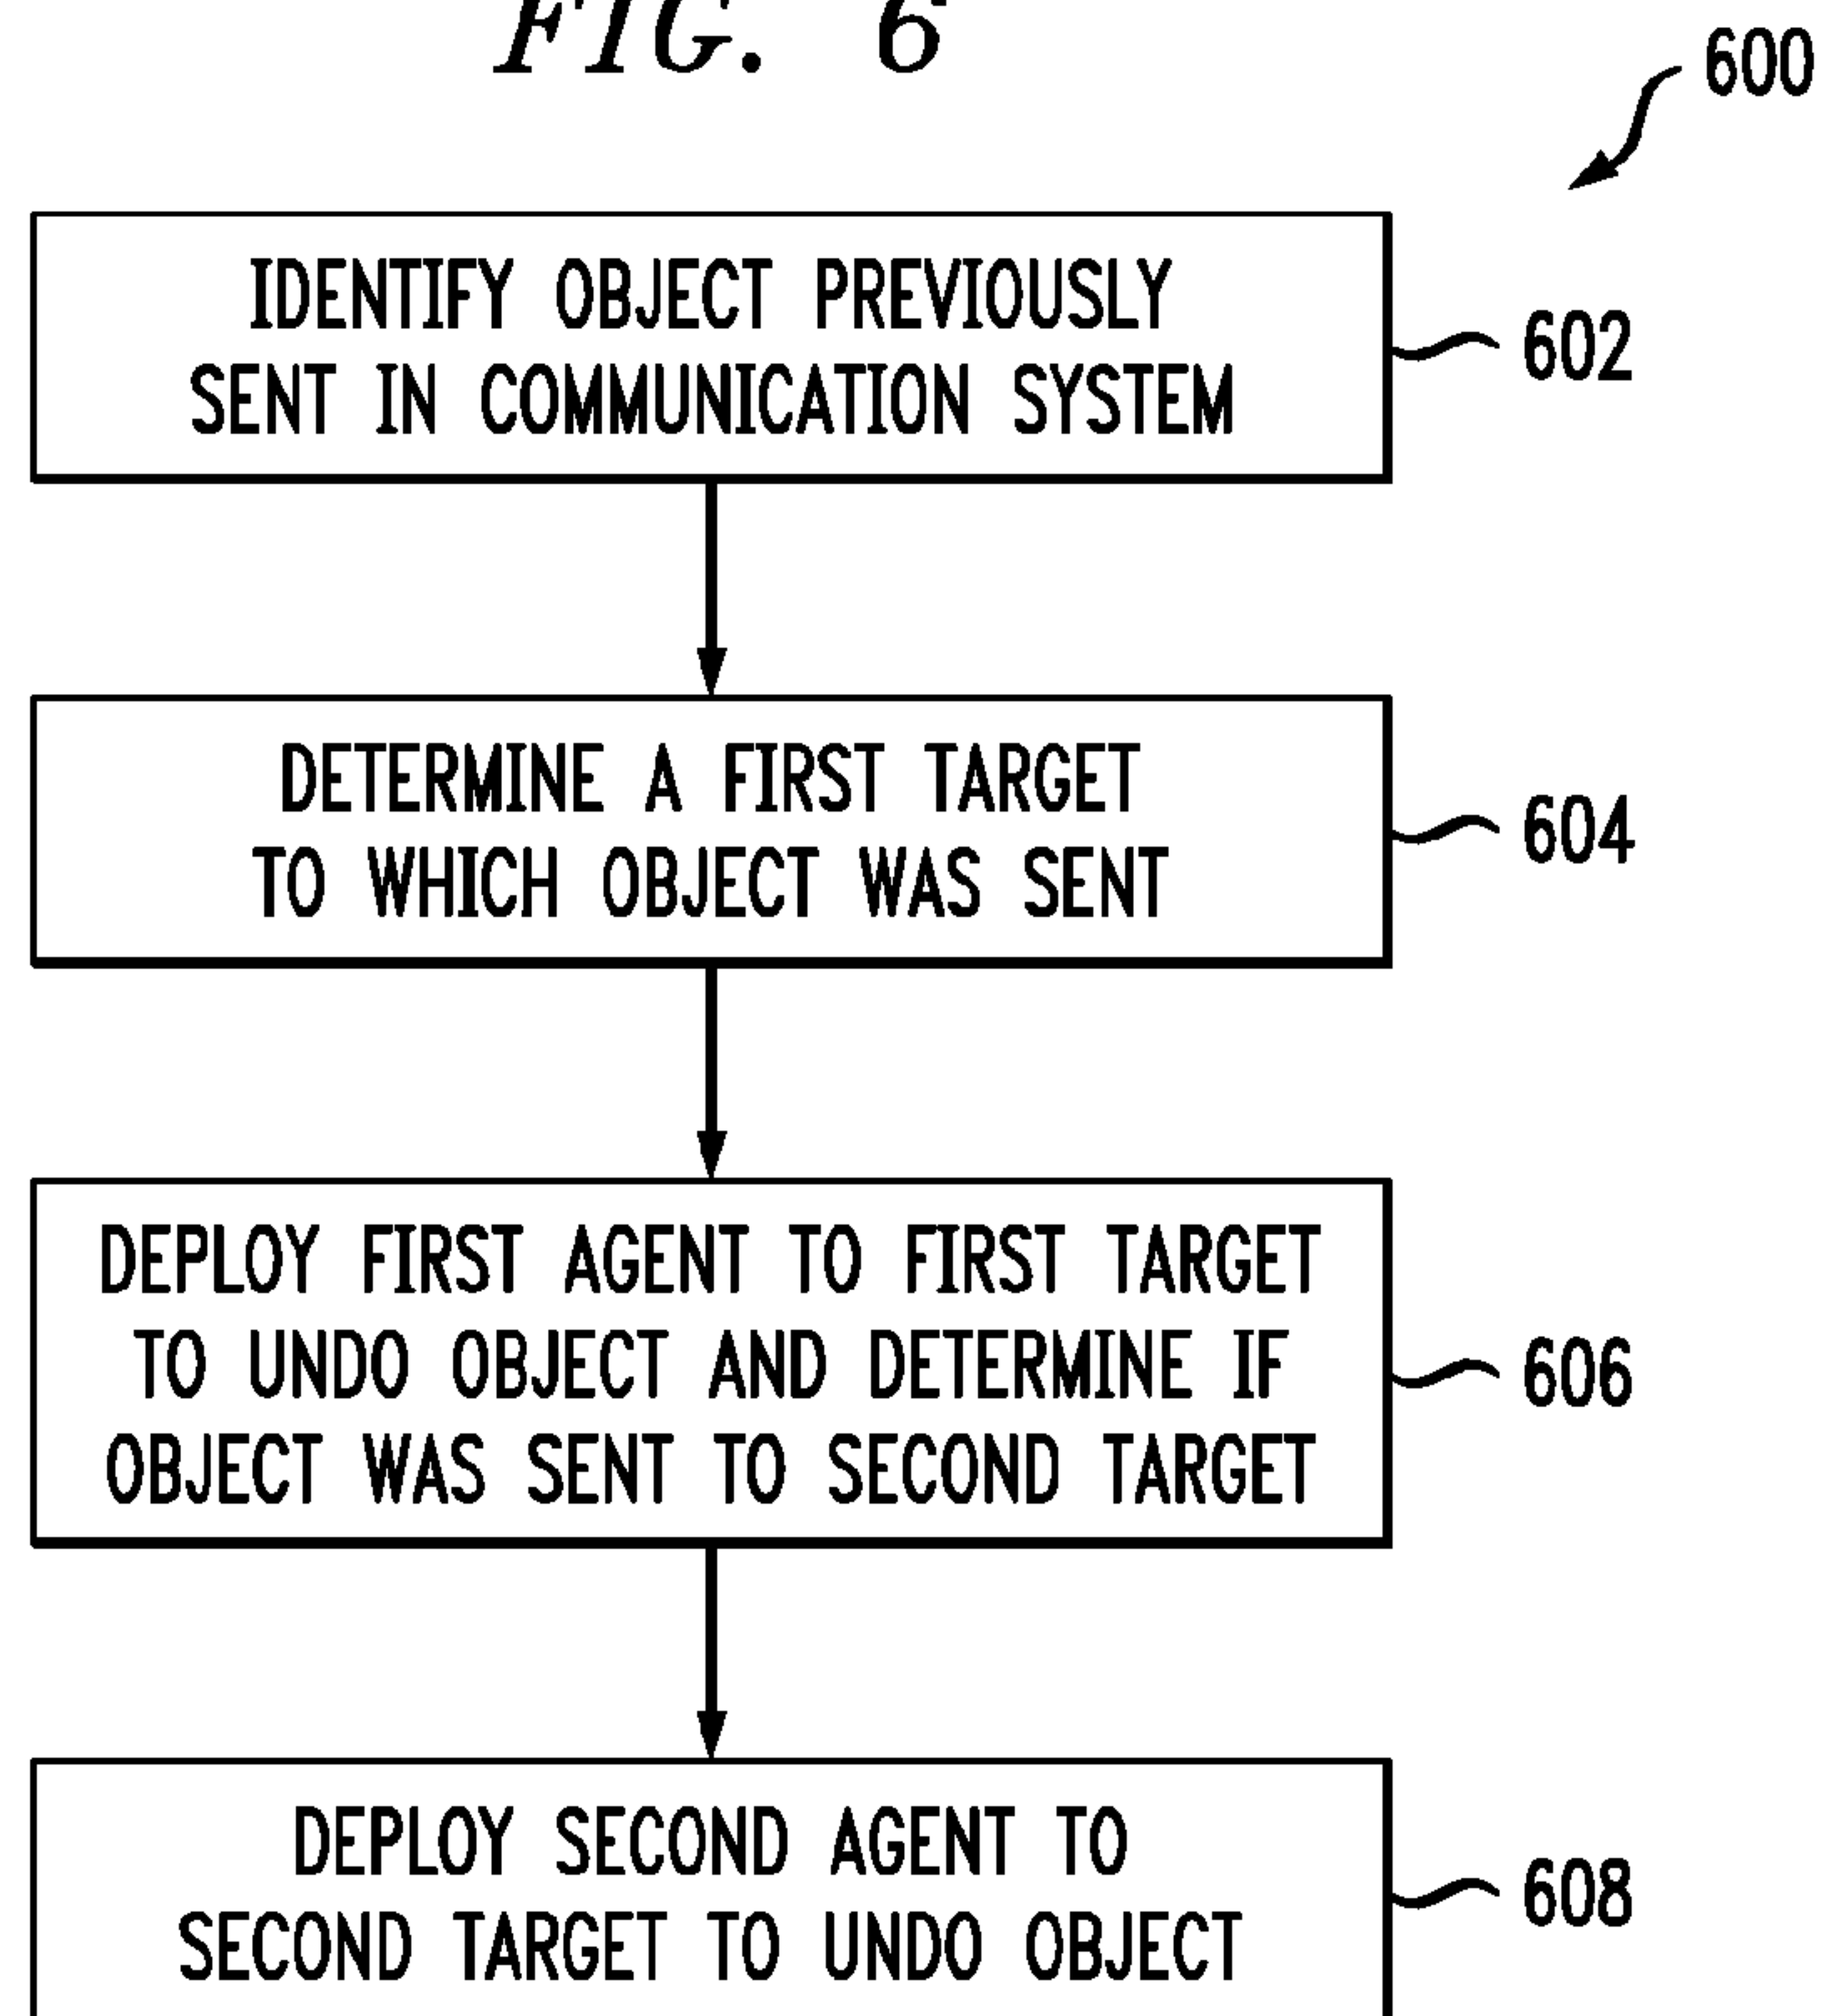 FIG. 6
600
IDENTIFY OBJECT PREVIOUSLY
SENT IN COMMUNICATION SYSTEM
602
DETERMINE A FIRST TARGET
TO WHICH OBJECT WAS SENT
604
DEPLOY FIRST AGENT TO FIRST TARGET
TO UNDO OBJECT AND DETERMINE IF
OBJECT WAS SENT TO SECOND TARGET
606
DEPLOY SECOND AGENT TO
SECOND TARGET TO UNDO OBJECT
608